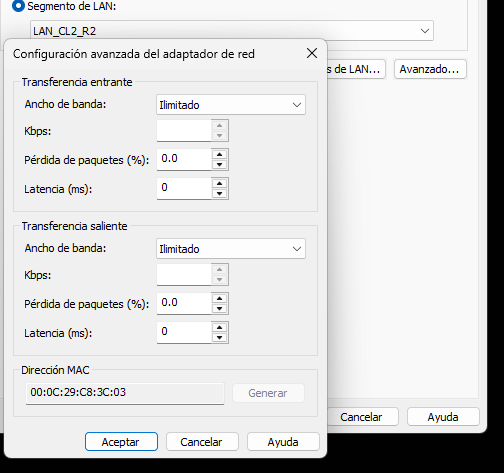 Segmento de LAN:
LAN_CL2_R2
Configuración avanzada del adaptador de red
s de LAN...
Avanzado...
Transferencia entrante
Ancho de banda:
Ilimitado
Kbps:
Pérdida de paquetes (%):
0.0
Latencia (ms):
0
Transferencia saliente
Ancho de banda:
Ilimitado
Kbps:
Pérdida de paquetes (%):
0.0
Latencia (ms):
0
Dirección MAC
00:0C:29:C8:3C:03
Generar
Cancelar
Ayuda
Aceptar
Cancelar
Ayuda